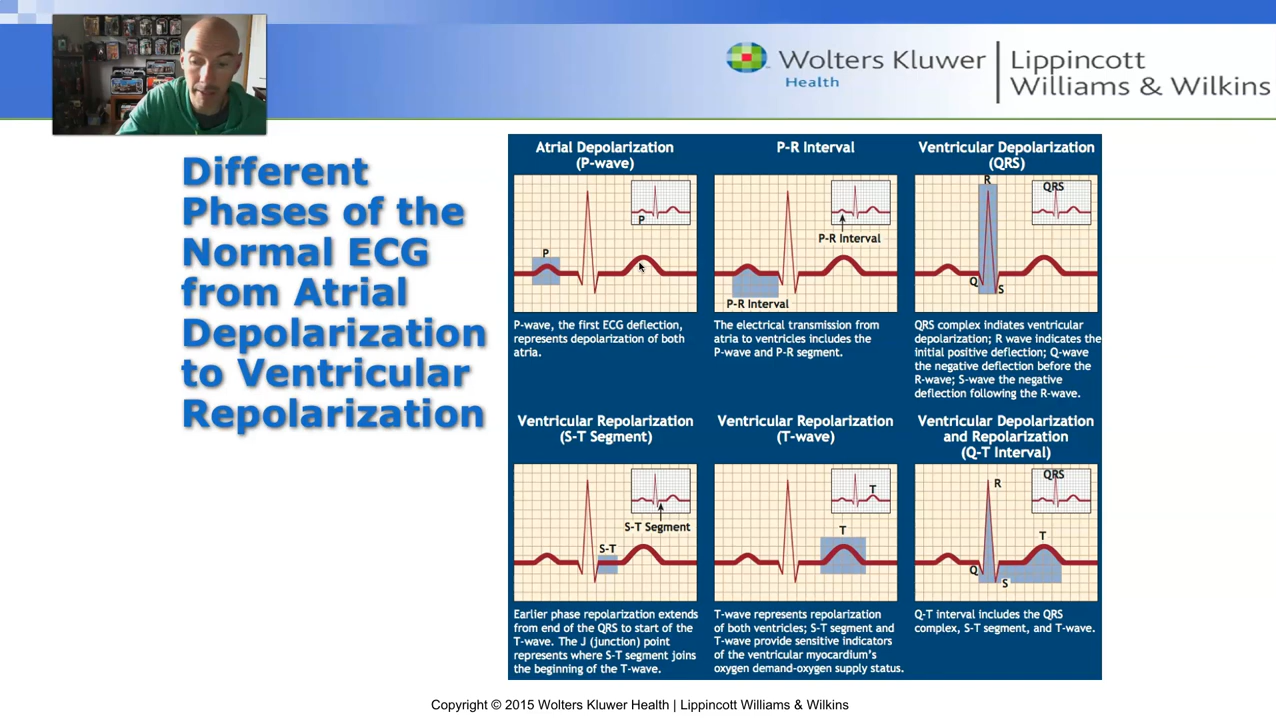 Wolters Kluwer
Health
Lippincott
Williams & Wilkins
Different
Phases of the
Normal ECG
from Atrial
Depolarization
to Ventricular
Repolarization
Atrial Depolarization
(P-wave)
P
P
P-wave, the first ECG deflection,
represents depolarization of both
atria.
P-R Interval
P-R Interval
P-R Interval
The electrical transmission from
atria to ventricles includes the
P-wave and P-R segment.
Ventricular Depolarization
(QRS)
R
QRS
Q
S
QRS complex indiates ventricular
depolarization; R wave indicates the
initial positive deflection; Q-wave
the negative deflection before the
R-wave; S-wave the negative
deflection following the R-wave.
Ventricular Repolarization
(S-T Segment)
S-T Segment
S-T
Earlier phase repolarization extends
from end of the QRS to start of the
T-wave. The J (junction) point
represents where S-T segment joins
the beginning of the T-wave.
Ventricular Repolarization
(T-wave)
T
T
T-wave represents repolarization
of both ventricles; S-T segment and
T-wave provide sensitive indicators
of the ventricular myocardium's
oxygen demand-oxygen supply status.
Ventricular Depolarization
and Repolarization
(Q-T Interval)
QRS
R
T
Q
S
Q-T interval includes the QRS
complex, S-T segment, and T-wave.
Copyright © 2015 Wolters Kluwer Health | Lippincott Williams & Wilkins